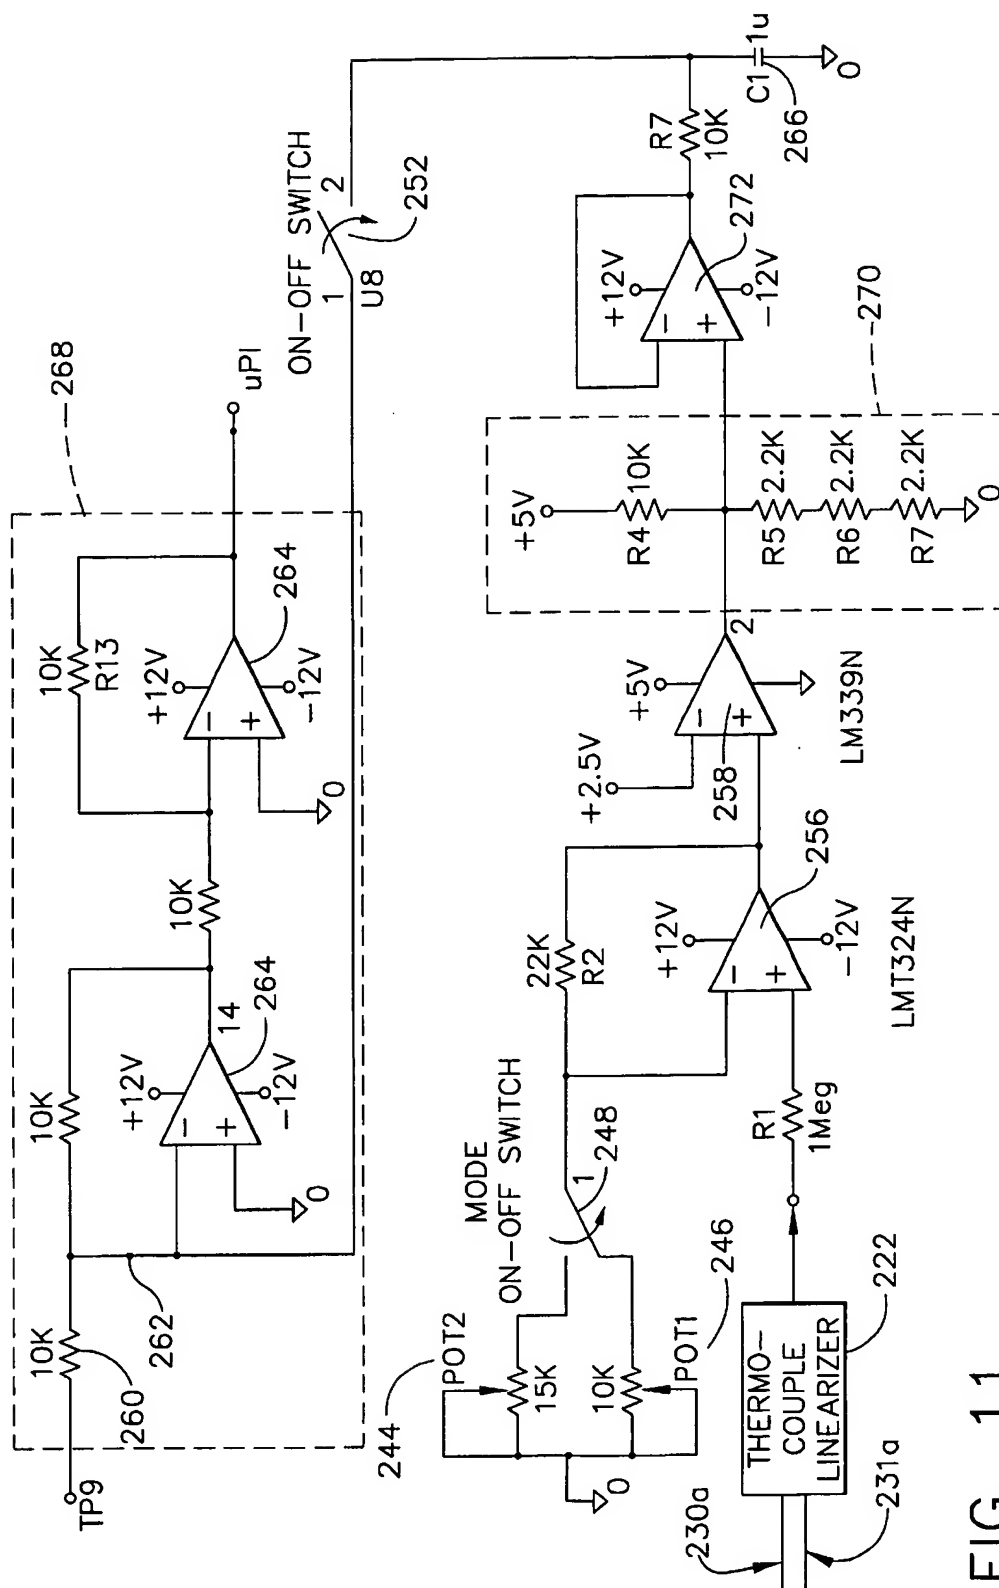 TP9
10K
260
262
10K
+12V
-12V
14
264
0
10K
10K
R13
+12V
-12V
264
0
uPI
268
ON-OFF SWITCH
1
2
U8
252
244
POT2
15K
10K
POT1
246
0
MODE
ON-OFF SWITCH
1
248
22K
R2
+12V
-12V
256
LMT324N
R1
1Meg
THERMO-
COUPLE
LINEARIZER
222
230a
231a
+2.5V
+5V
258
2
LM339N
+5V
R4
10K
R5
2.2K
R6
2.2K
R7
2.2K
0
270
+12V
-12V
272
R7
10K
C1
1u
266
0
FIG. 11